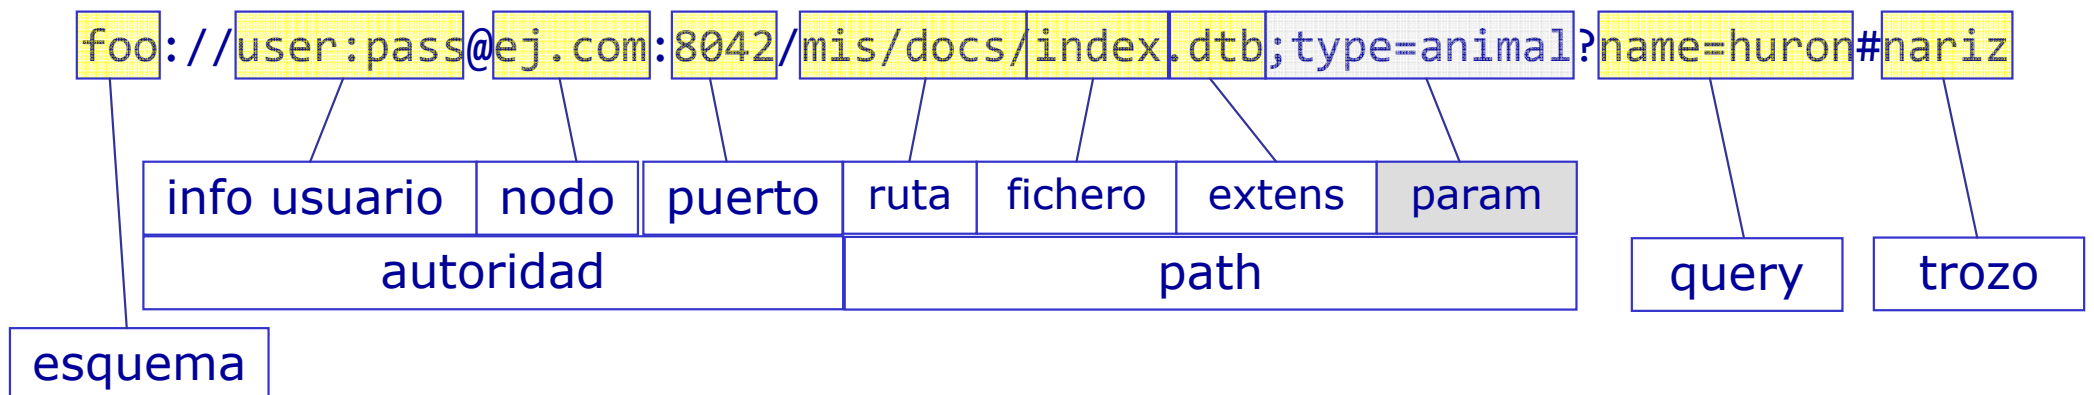 foo://user:pass@ej.com:8042/mis/docs/index.dtb;type=animal?name=huron#nariz
info usuario nodo puerto ruta fichero extens param
autoridad path query trozo
esquema